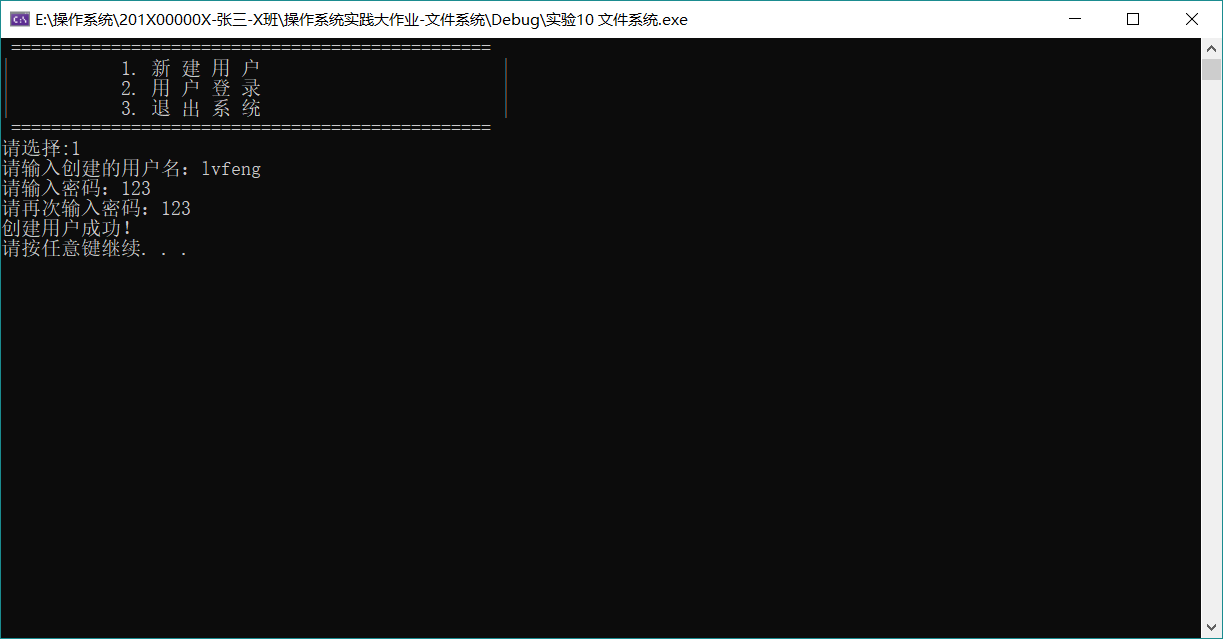 E:\操作系统\201X00000X-张三-X班\操作系统实践大作业-文件系统\Debug\实验10 文件系统.exe
================================================
1. 新 建 用 户
2. 用 户 登 录
3. 退 出 系 统
================================================
请选择:1
请输入创建的用户名：lvfeng
请输入密码：123
请再次输入密码：123
创建用户成功！
请按任意键继续. . .